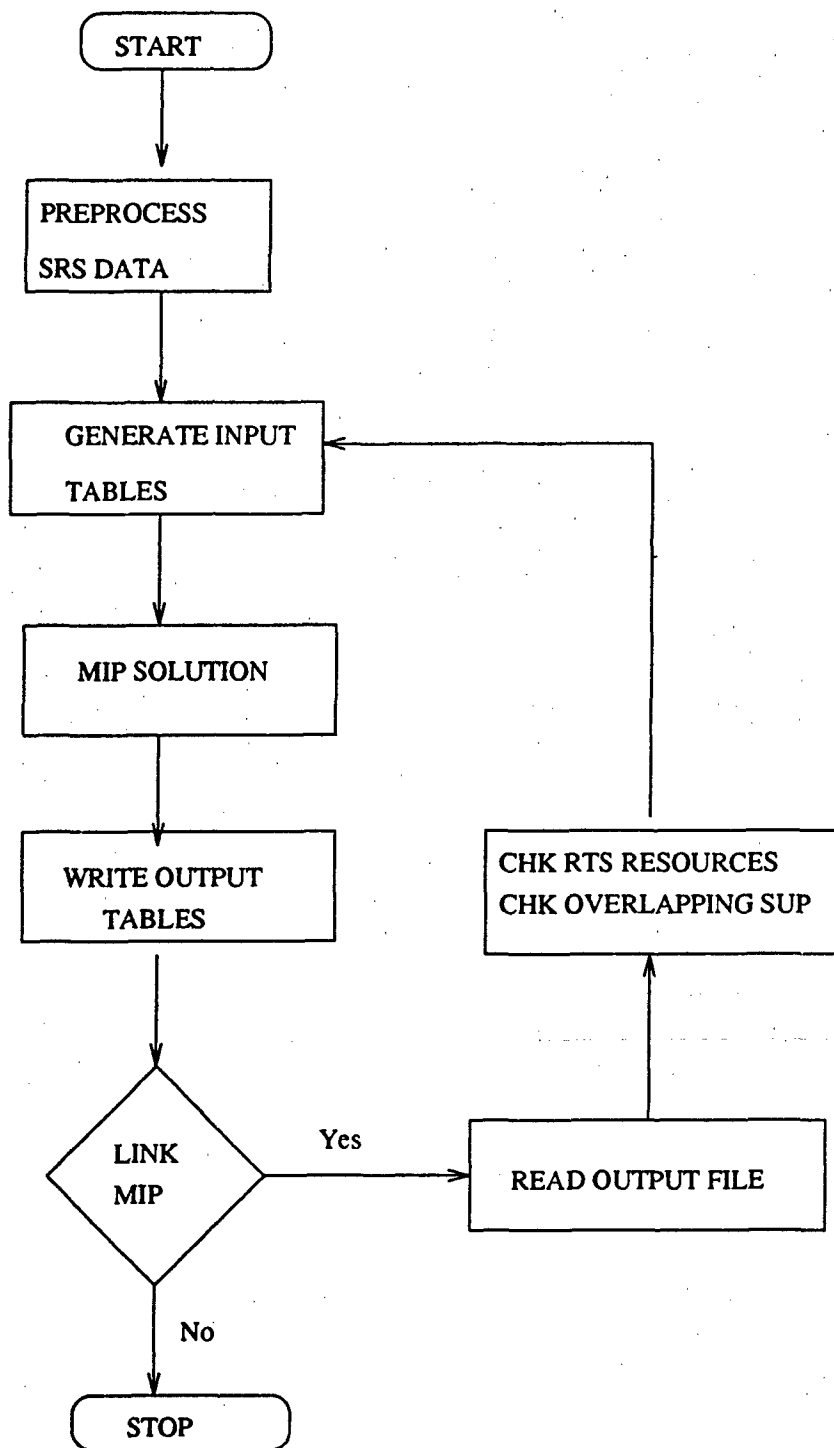 START
PREPROCESS
SRS DATA
GENERATE INPUT
TABLES
MIP SOLUTION
WRITE OUTPUT
TABLES
CHK RTS RESOURCES
CHK OVERLAPPING SUP
LINK
MIP
Yes
READ OUTPUT FILE
No
STOP